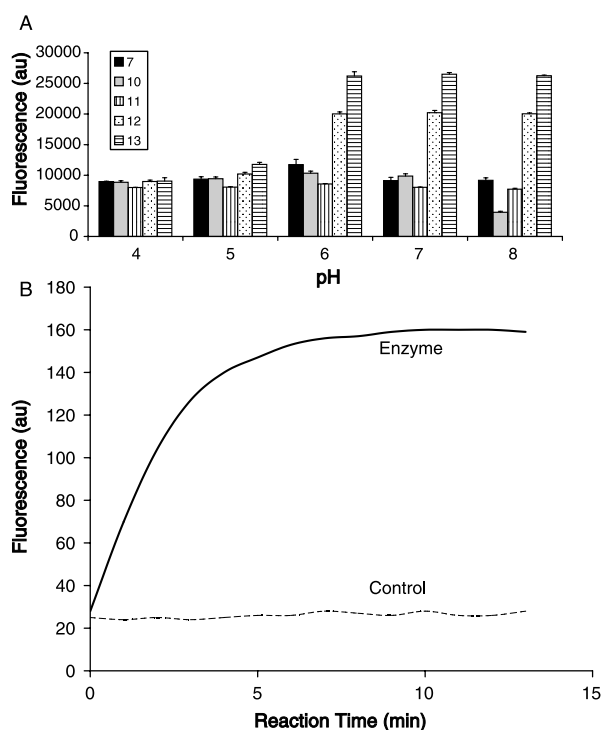 A
Fluorescence (au)
30000
25000
20000
15000
10000
5000
0
7
10
11
12
13
4 5 6 7 8
pH
B
Fluorescence (au)
180
160
140
120
100
80
60
40
20
0
Enzyme
Control
0 5 10 15
Reaction Time (min)